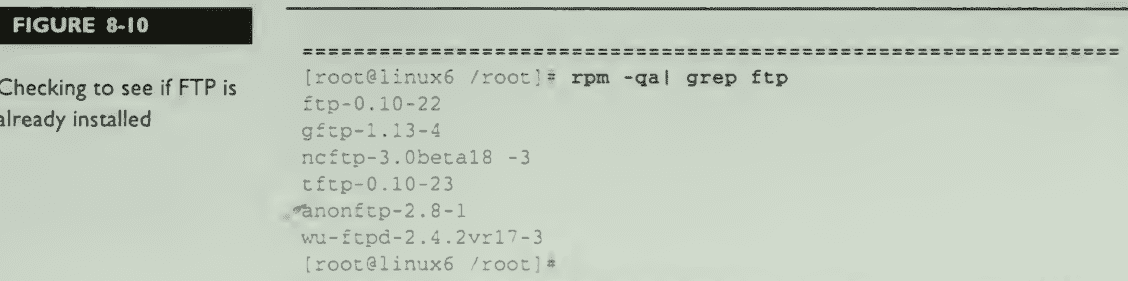 FIGURE 8-10
Checking to see if FTP is
already installed
================================================================
[root@linux6 /root]# rpm -qa| grep ftp
ftp-0.10-22
gftp-1.13-4
ncftp-3.0beta18 -3
tftp-0.10-23
anonftp-2.8-1
wu-ftpd-2.4.2vr17-3
[root@linux6 /root]#